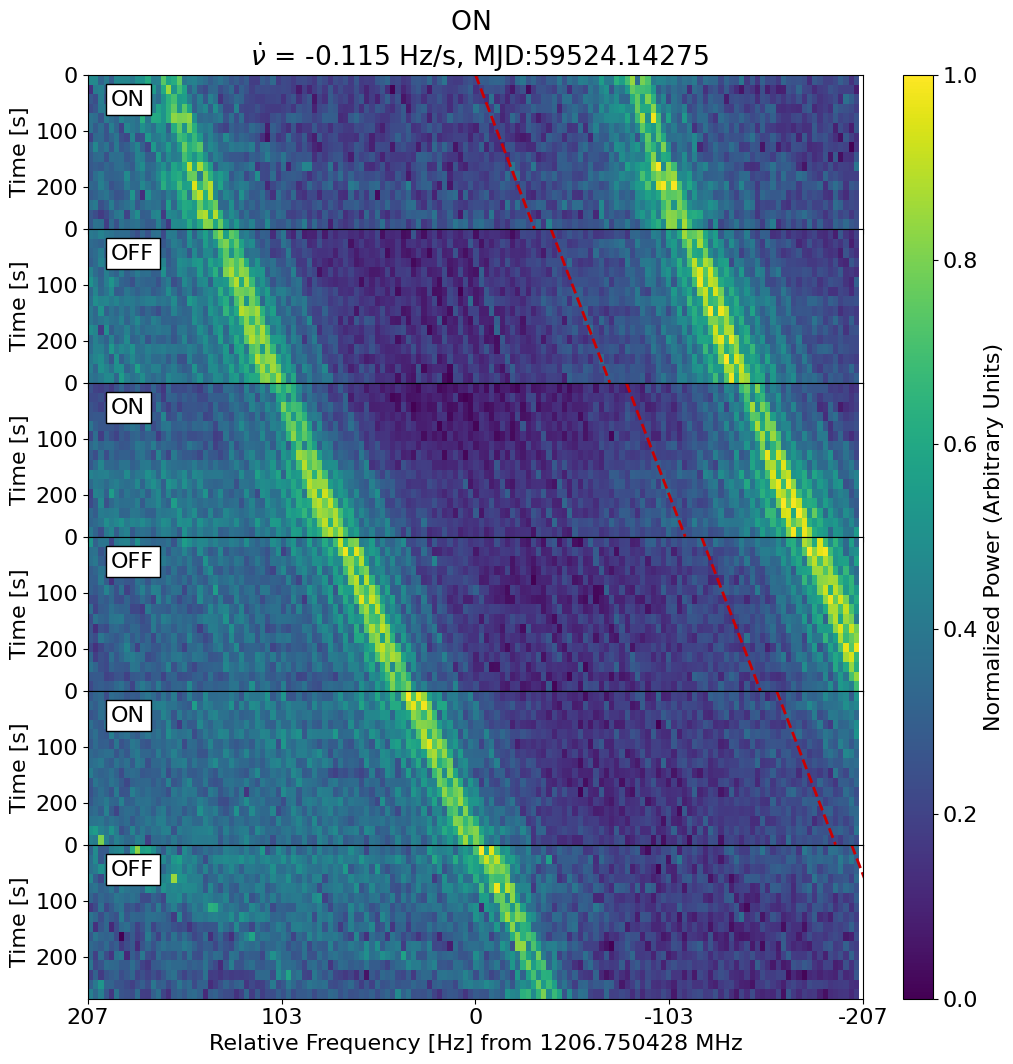 ON
ν̇ = -0.115 Hz/s, MJD:59524.14275
0
ON
100
200
Time [s]
0
OFF
100
200
Time [s]
0
ON
100
200
Time [s]
0
OFF
100
200
Time [s]
0
ON
100
200
Time [s]
0
OFF
100
200
Time [s]
207 103 0 -103 -207
Relative Frequency [Hz] from 1206.750428 MHz
1.0
0.8
0.6
0.4
0.2
0.0
Normalized Power (Arbitrary Units)